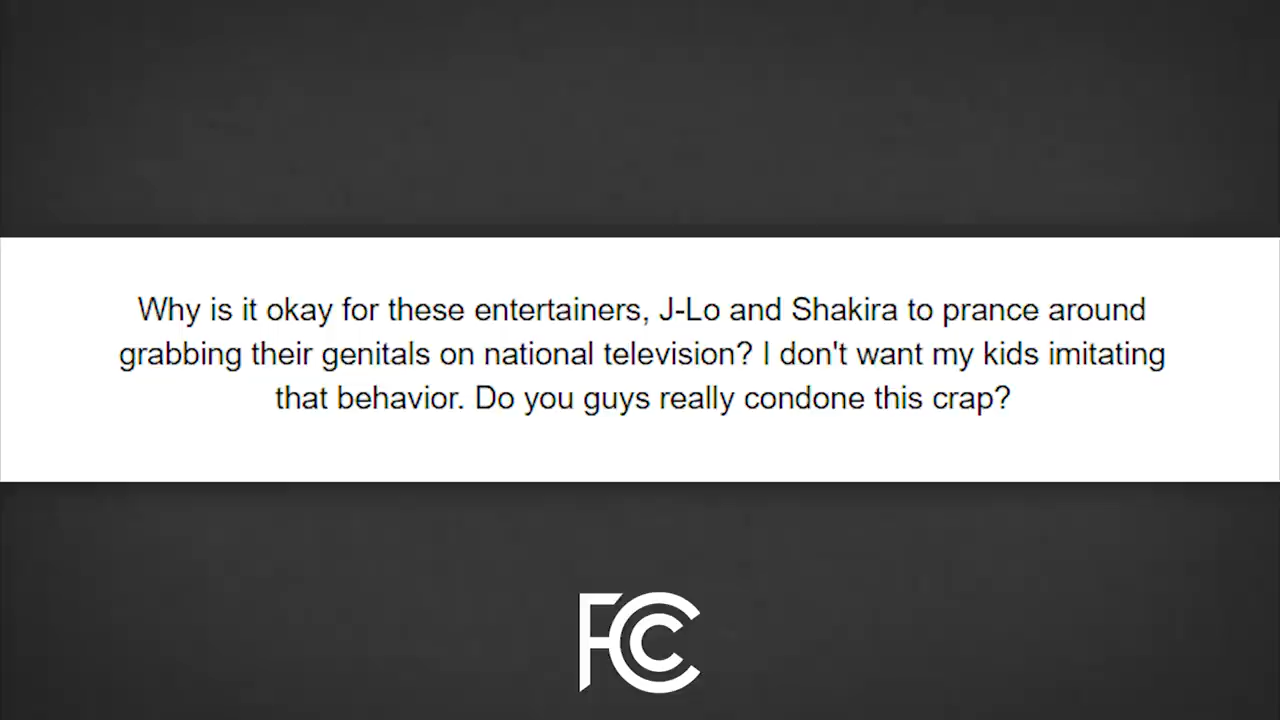 Why is it okay for these entertainers, J-Lo and Shakira to prance around
grabbing their genitals on national television? I don't want my kids imitating
that behavior. Do you guys really condone this crap?
FCC